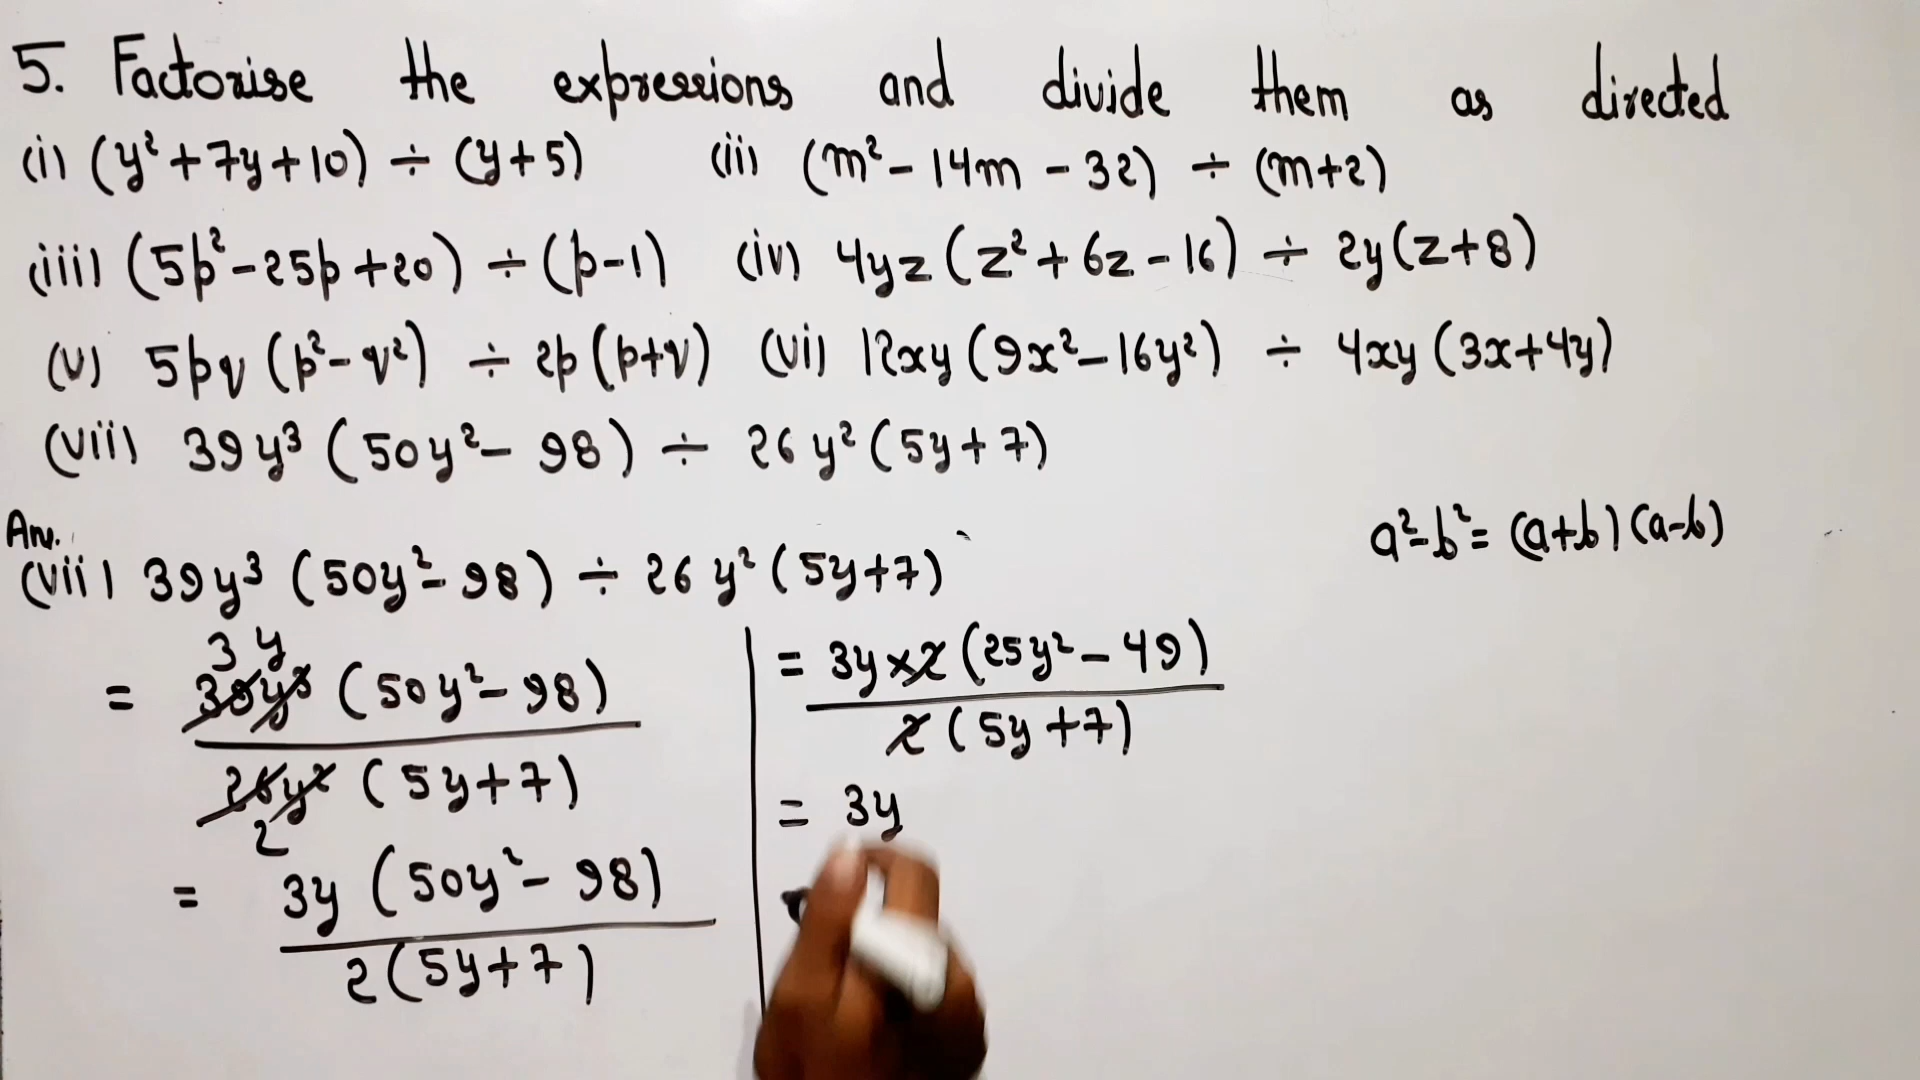 5. Factorise the expressions and divide them as directed
(i) (y²+7y+10) ÷ (y+5) (ii) (m²-14m-32) ÷ (m+2)
(iii) (5p²-25p+20) ÷ (p-1) (iv) 4yz(z²+6z-16) ÷ 2y(z+8)
(v) 5pq(p²-q²) ÷ 2p(p+q) (vi) 12xy(9x²-16y²) ÷ 4xy(3x+4y)
(vii) 39y³(50y²-98) ÷ 26y²(5y+7)
Ans.
(vii) 39y³(50y²-98) ÷ 26y²(5y+7)
3 y
= 39y³(50y²-98)
26y²(5y+7)
2
= 3y(50y²-98)
2(5y+7)
= 3y×2(25y²-49)
2(5y+7)
= 3y
a²-b²=(a+b)(a-b)